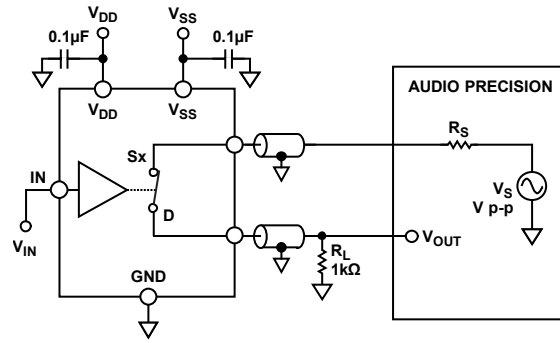 VDD
VSS
0.1µF
0.1µF
VDD
VSS
AUDIO PRECISION
RS
Sx
IN
VS
V p-p
D
VIN
VOUT
RL
1kΩ
GND